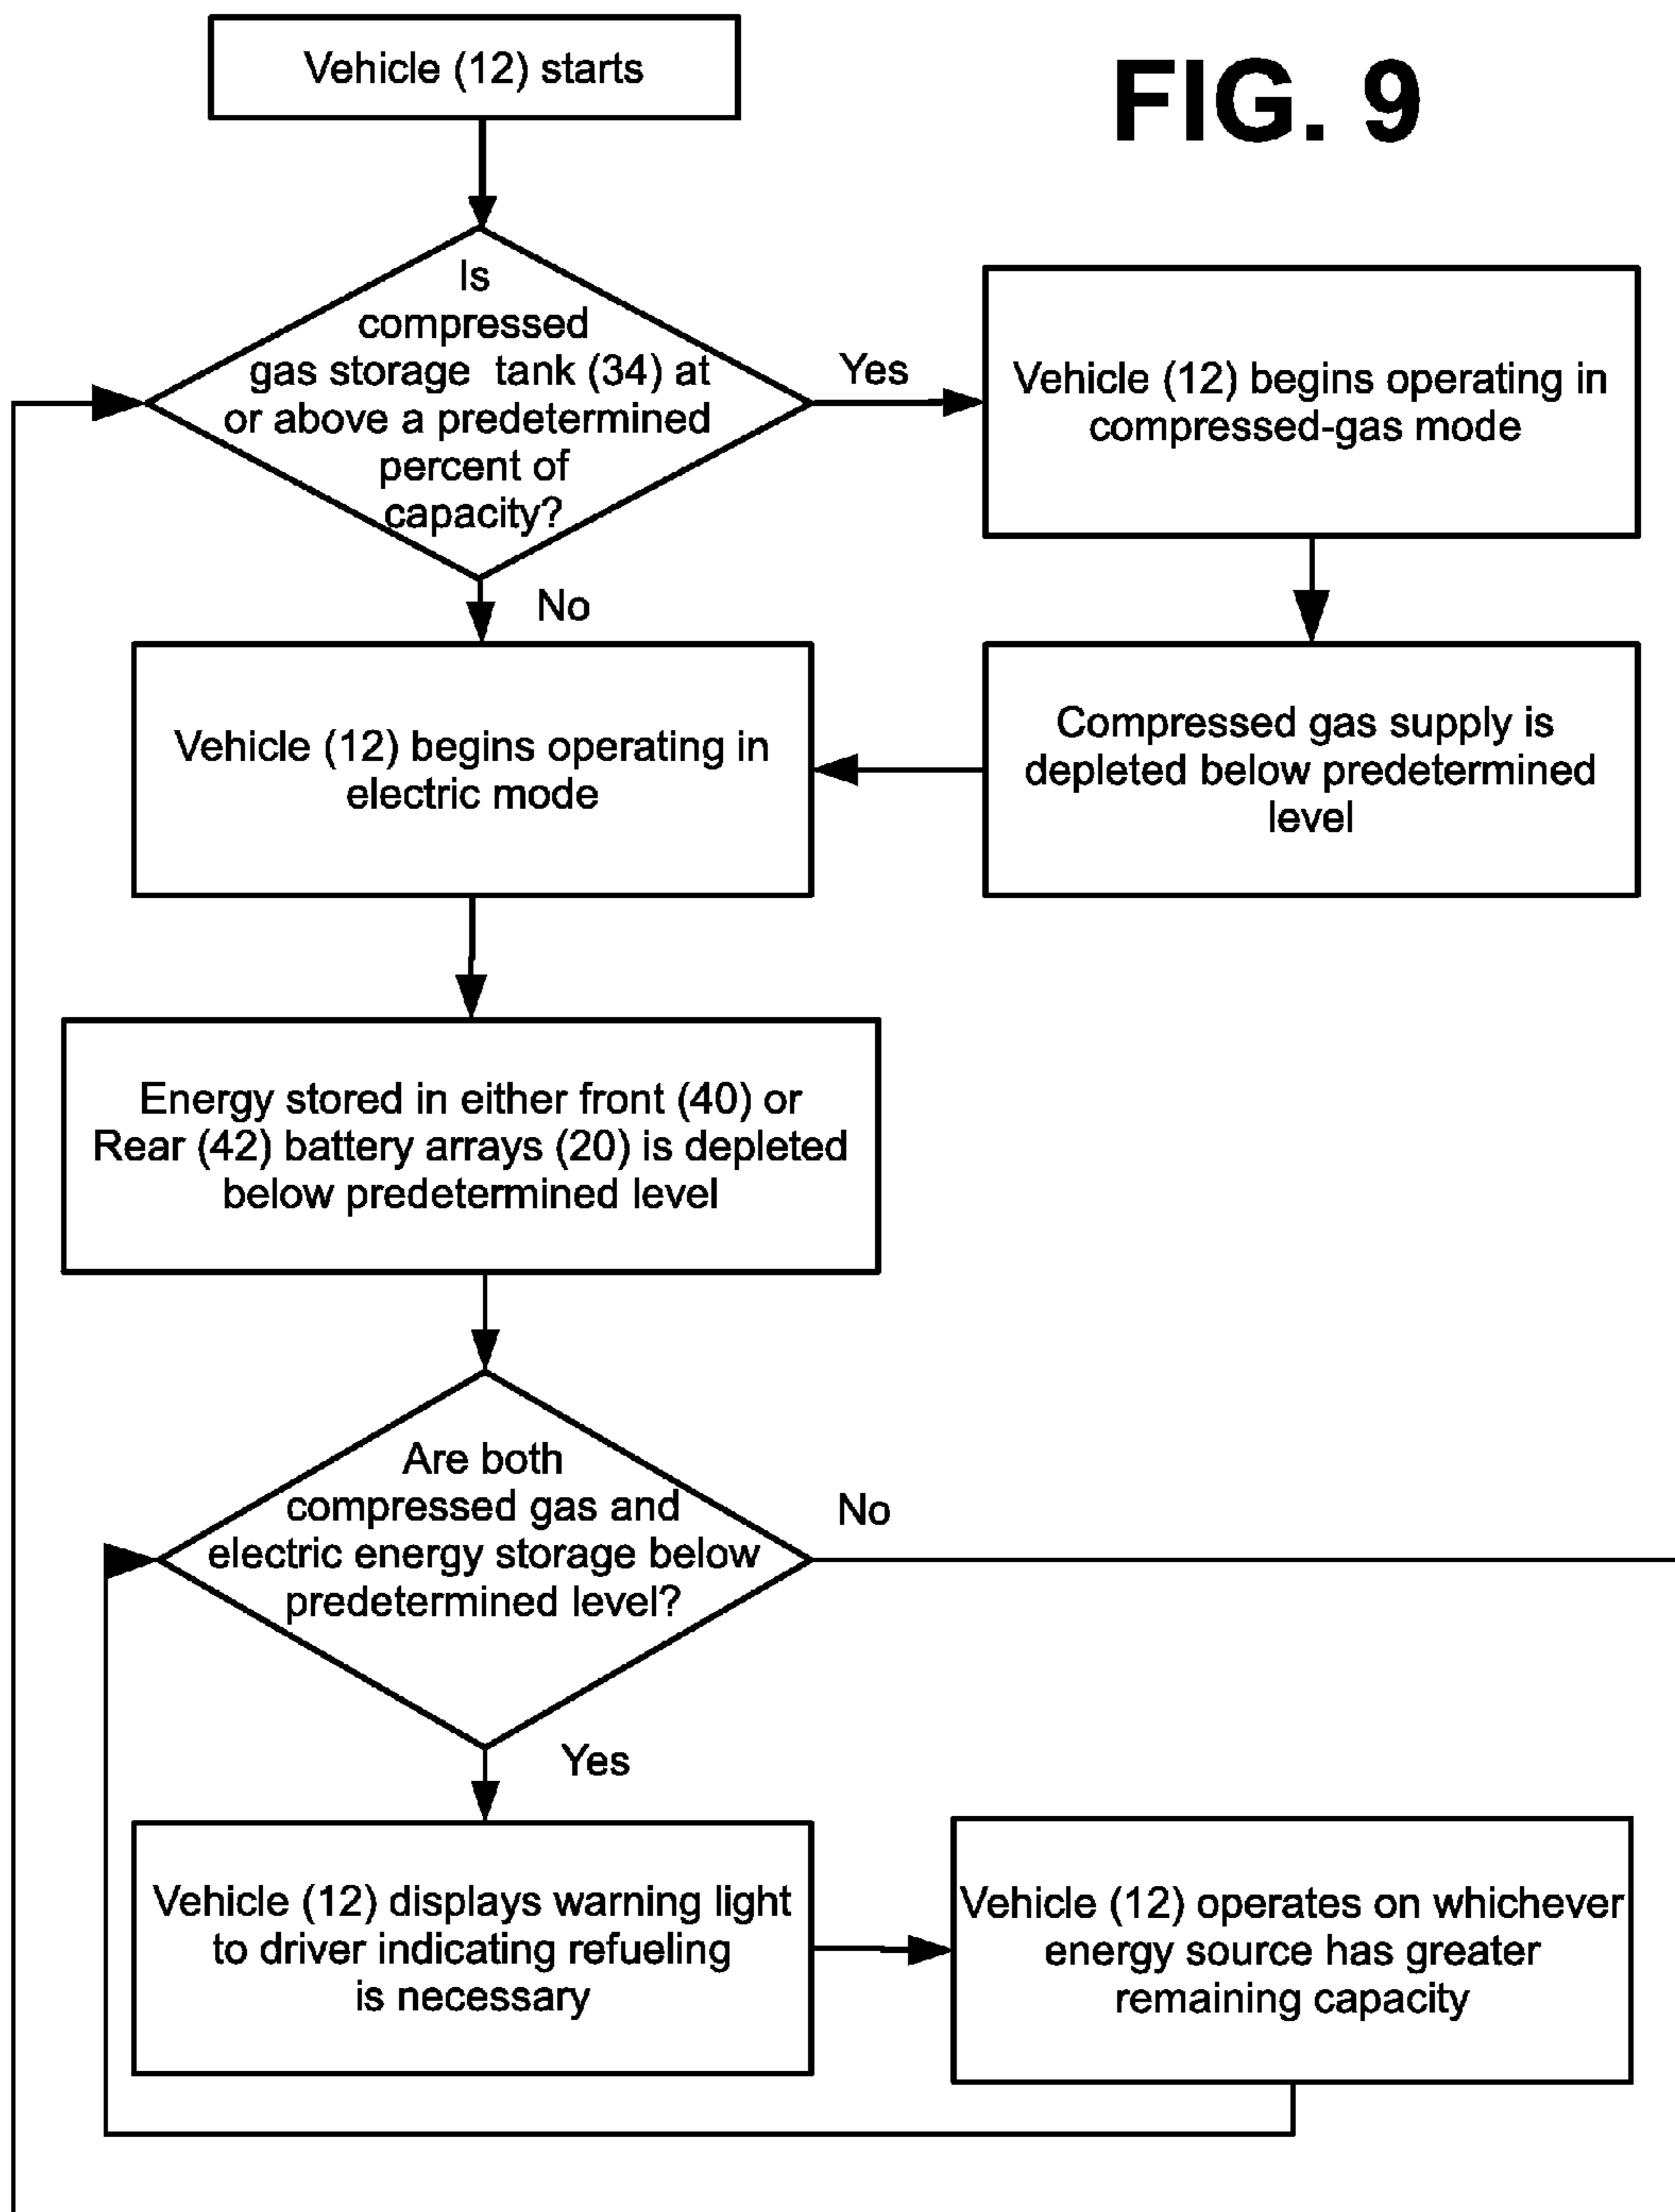 Vehicle (12) starts
FIG. 9
Is
compressed
gas storage tank (34) at
or above a predetermined
percent of
capacity?
Yes
Vehicle (12) begins operating in
compressed-gas mode
No
Vehicle (12) begins operating in
electric mode
Compressed gas supply is
depleted below predetermined
level
Energy stored in either front (40) or
Rear (42) battery arrays (20) is depleted
below predetermined level
Are both
compressed gas and
electric energy storage below
predetermined level?
No
Yes
Vehicle (12) displays warning light
to driver indicating refueling
is necessary
Vehicle (12) operates on whichever
energy source has greater
remaining capacity